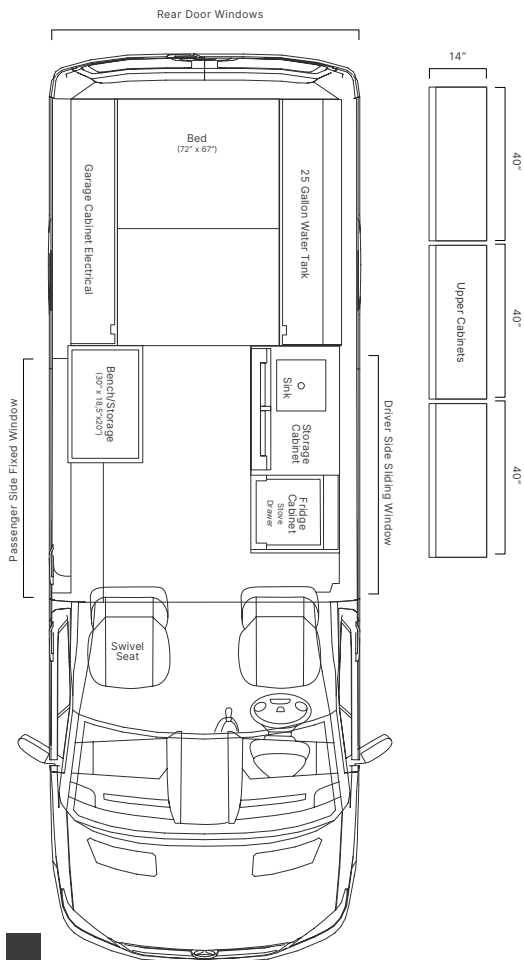 Rear Door Windows
14"
Bed
(72" x 67")
40"
Garage Cabinet Electrical
25 Gallon Water Tank
Upper Cabinets
40"
Bench/Storage
(30" x 18,5"x20")
Sink
Storage
Cabinet
Passenger Side Fixed Window
Driver Side Sliding Window
40"
Fridge
Cabinet
Stove
Drawer
Swivel
Seat